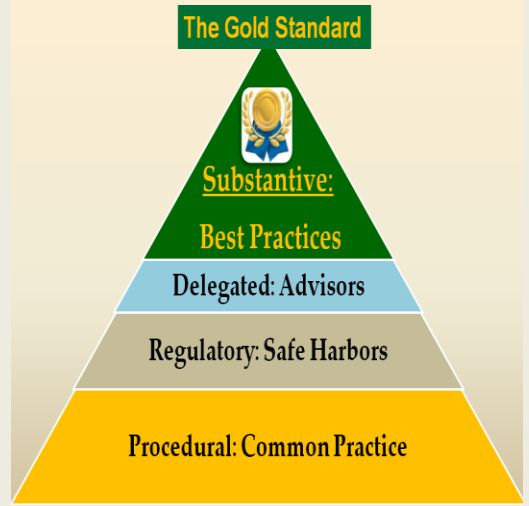 The Gold Standard
Substantive:
Best Practices
Delegated: Advisors
Regulatory: Safe Harbors
Procedural: Common Practice